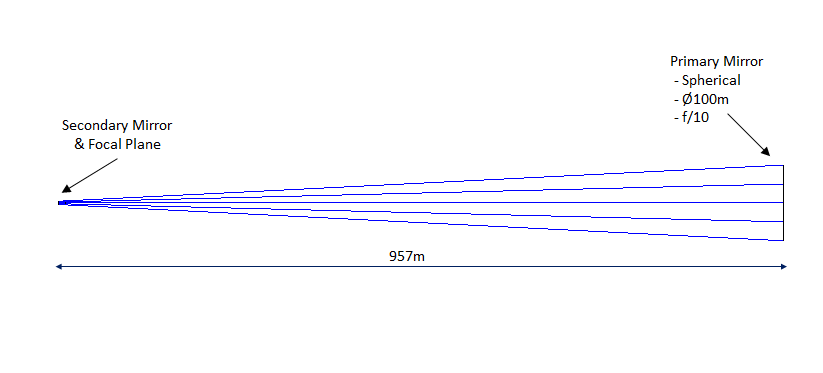 Primary Mirror
- Spherical
- Ø100m
- f/10
Secondary Mirror
& Focal Plane
957m